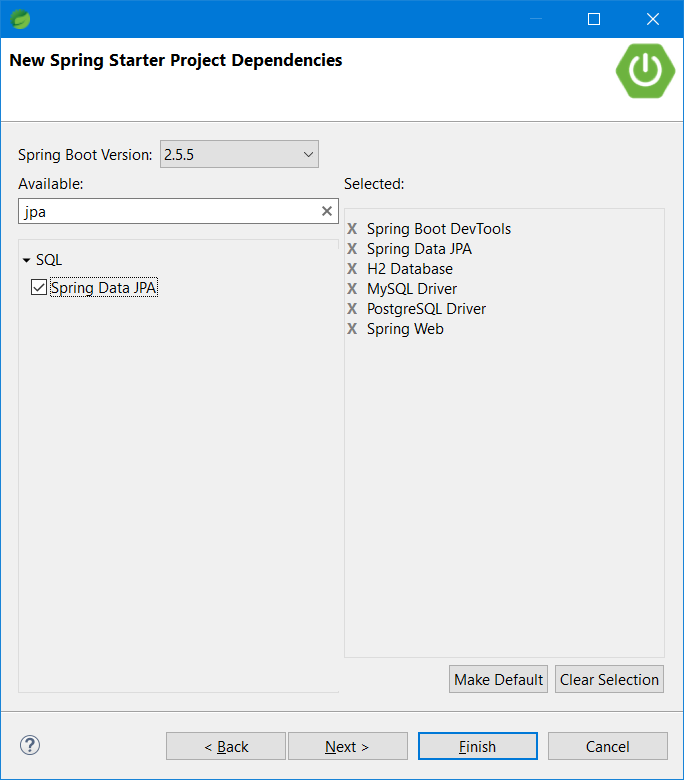 New Spring Starter Project Dependencies
Spring Boot Version: 2.5.5
Available:
jpa
SQL
Spring Data JPA
Selected:
X Spring Boot DevTools
X Spring Data JPA
X H2 Database
X MySQL Driver
X PostgreSQL Driver
X Spring Web
Make Default Clear Selection
? < Back Next > Finish Cancel